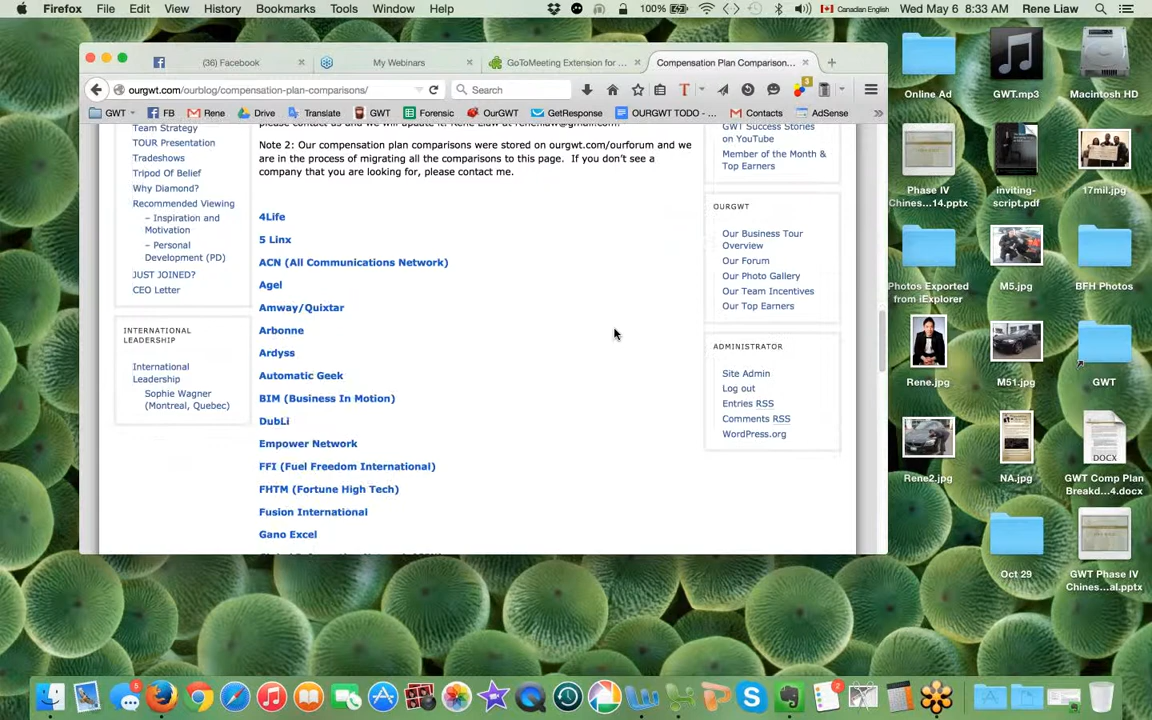 Firefox File Edit View History Bookmarks Tools Window Help 100% Canadian English Wed May 6 8:33 AM Rene Liaw
(36) Facebook My Webinars GoToMeeting Extension for ... Compensation Plan Comparison...
ourgwt.com/ourblog/compensation-plan-comparisons/ Search 3
GWT FB Rene Drive Translate GWT Forensic OurGWT OURGWT TODO - ... GetResponse Contacts AdSense
Team Strategy
TOUR Presentation
Tradeshows
Tripod Of Belief
Why Diamond?
Recommended Viewing
– Inspiration and
Motivation
– Personal
Development (PD)
JUST JOINED?
CEO Letter
INTERNATIONAL
LEADERSHIP
International
Leadership
Sophie Wagner
(Montreal, Quebec)
Note 2: Our compensation plan comparisons were stored on ourgwt.com/ourforum and we
are in the process of migrating all the comparisons to this page. If you don't see a
company that you are looking for, please contact me.
4Life
5 Linx
ACN (All Communications Network)
Agel
Amway/Quixtar
Arbonne
Ardyss
Automatic Geek
BIM (Business In Motion)
DubLi
Empower Network
FFI (Fuel Freedom International)
FHTM (Fortune High Tech)
Fusion International
Gano Excel
GWT Success Stories
on YouTube
Member of the Month &
Top Earners
OURGWT
Our Business Tour
Overview
Our Forum
Our Photo Gallery
Our Team Incentives
Our Top Earners
ADMINISTRATOR
Site Admin
Log out
Entries RSS
Comments RSS
WordPress.org
Online Ad
GWT.mp3
Macintosh HD
Phase IV
Chines...14.pptx
inviting-
script.pdf
17mil.jpg
Photos Exported
from iExplorer
M5.jpg
BFH Photos
Rene.jpg
M51.jpg
GWT
Rene2.jpg
NA.jpg
DOCX
GWT Comp Plan
Breakd...4.docx
Oct 29
GWT Phase IV
Chines...al.pptx
5
2